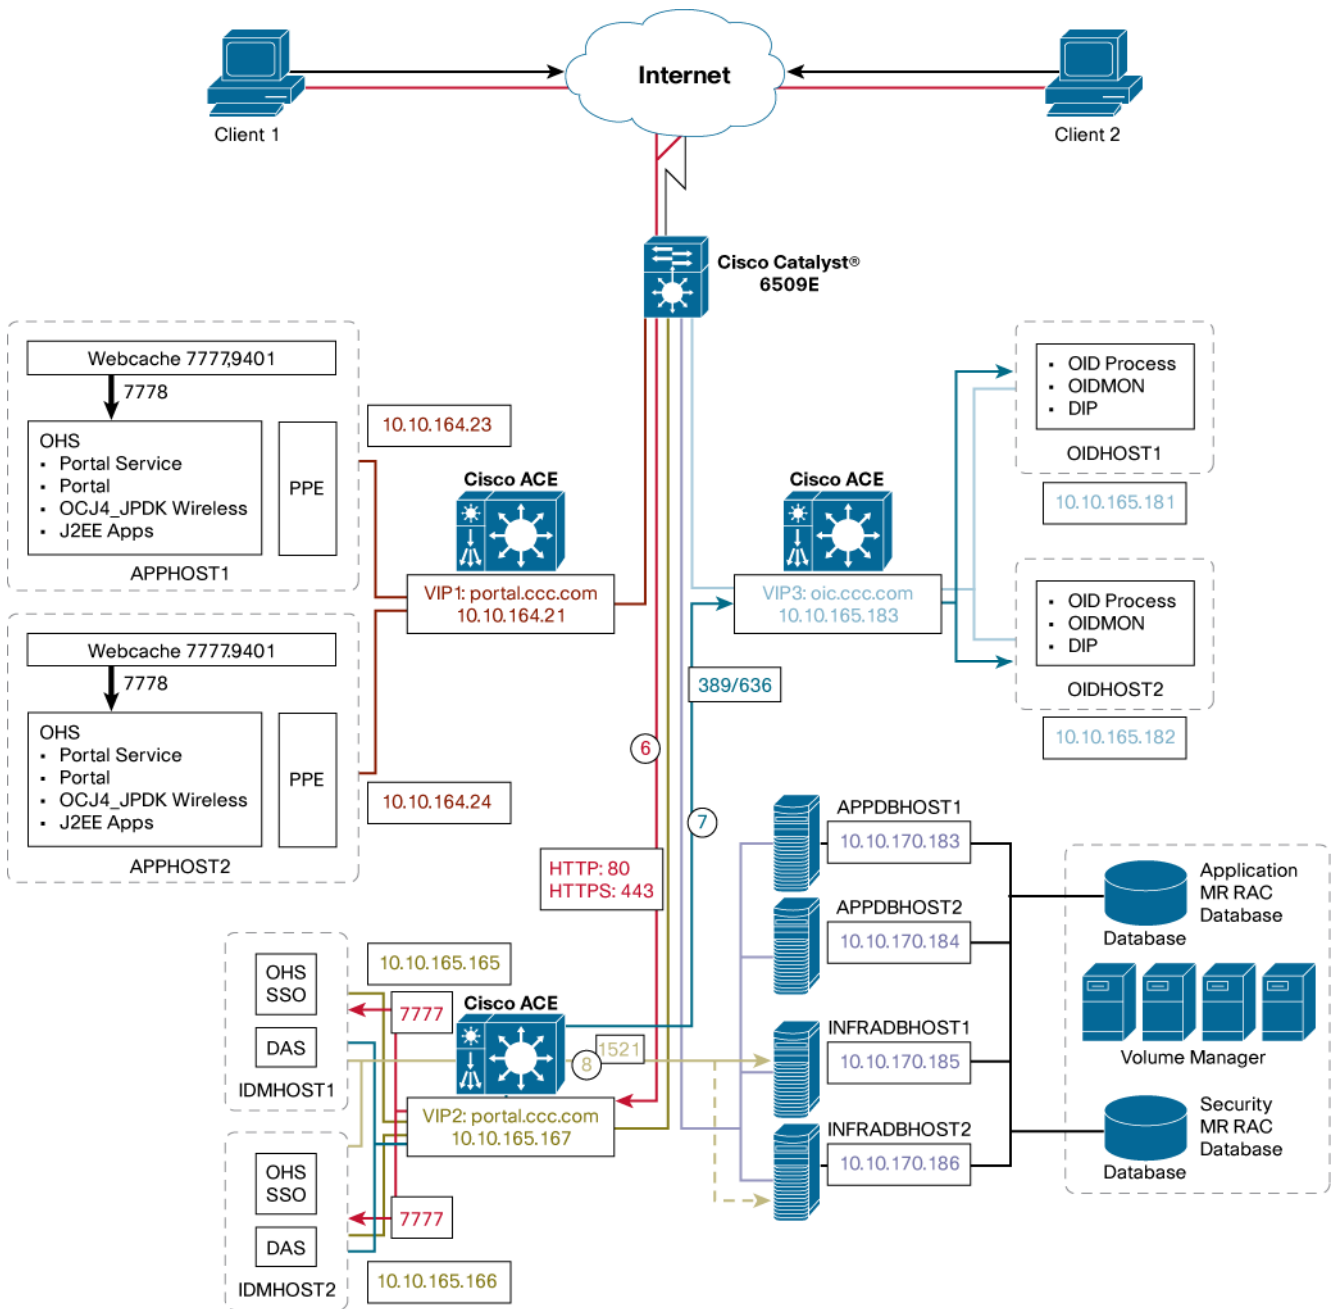 Internet
Client 1
Client 2
Cisco Catalyst®
6509E
Webcache 7777,9401
7778
OHS
▪ Portal Service
▪ Portal
▪ OCJ4_JPDK Wireless
▪ J2EE Apps
PPE
APPHOST1
10.10.164.23
Cisco ACE
VIP1: portal.ccc.com
10.10.164.21
Cisco ACE
VIP3: oic.ccc.com
10.10.165.183
▪ OID Process
▪ OIDMON
▪ DIP
OIDHOST1
10.10.165.181
▪ OID Process
▪ OIDMON
▪ DIP
OIDHOST2
10.10.165.182
Webcache 7777.9401
7778
OHS
▪ Portal Service
▪ Portal
▪ OCJ4_JPDK Wireless
▪ J2EE Apps
PPE
APPHOST2
10.10.164.24
389/636
6
7
HTTP: 80
HTTPS: 443
APPDBHOST1
10.10.170.183
APPDBHOST2
10.10.170.184
INFRADBHOST1
10.10.170.185
INFRADBHOST2
10.10.170.186
Application
MR RAC
Database
Database
Volume Manager
Security
MR RAC
Database
Database
OHS
SSO
DAS
IDMHOST1
10.10.165.165
7777
Cisco ACE
8
1521
VIP2: portal.ccc.com
10.10.165.167
OHS
SSO
DAS
IDMHOST2
7777
10.10.165.166